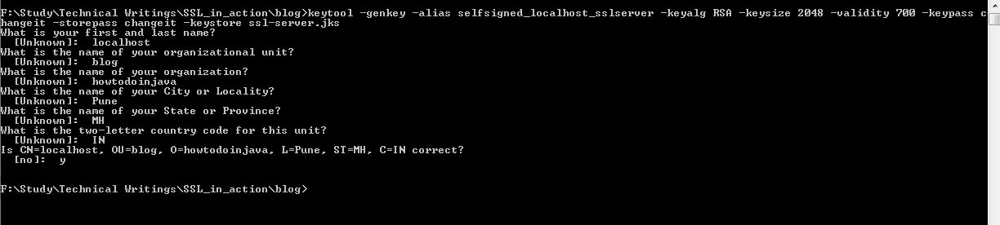 F:\Study\Technical Writings\SSL_in_action\blog>keytool -genkey -alias selfsigned_localhost_sslserver -keyalg RSA -keysize 2048 -validity 700 -keypass c
hangeit -storepass changeit -keystore ssl-server.jks
What is your first and last name?
  [Unknown]:  localhost
What is the name of your organizational unit?
  [Unknown]:  blog
What is the name of your organization?
  [Unknown]:  howtodoinjava
What is the name of your City or Locality?
  [Unknown]:  Pune
What is the name of your State or Province?
  [Unknown]:  MH
What is the two-letter country code for this unit?
  [Unknown]:  IN
Is CN=localhost, OU=blog, O=howtodoinjava, L=Pune, ST=MH, C=IN correct?
  [no]:  y
F:\Study\Technical Writings\SSL_in_action\blog>